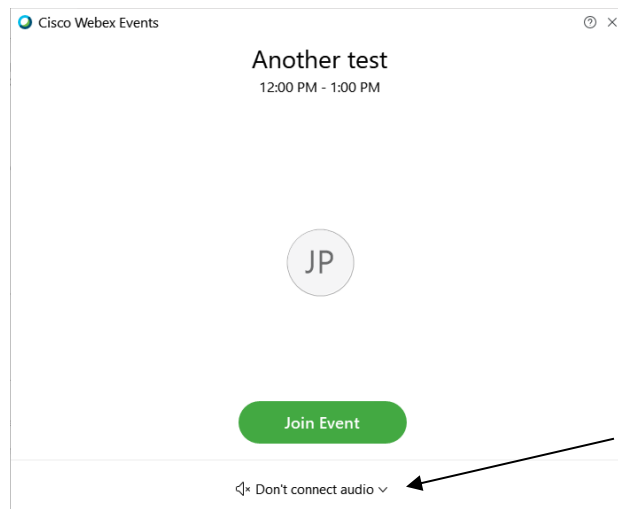 Cisco Webex Events
Another test
12:00 PM - 1:00 PM
JP
Join Event
Don't connect audio